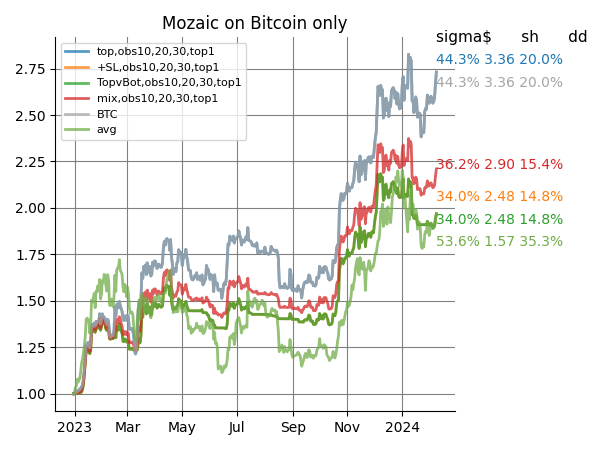 Mozaic on Bitcoin only
sigma$ sh dd
top,obs10,20,30,top1
+SL,obs10,20,30,top1
TopvBot,obs10,20,30,top1
mix,obs10,20,30,top1
BTC
avg
44.3% 3.36 20.0%
44.3% 3.36 20.0%
36.2% 2.90 15.4%
34.0% 2.48 14.8%
34.0% 2.48 14.8%
53.6% 1.57 35.3%
2.75
2.50
2.25
2.00
1.75
1.50
1.25
1.00
2023 Mar May Jul Sep Nov 2024